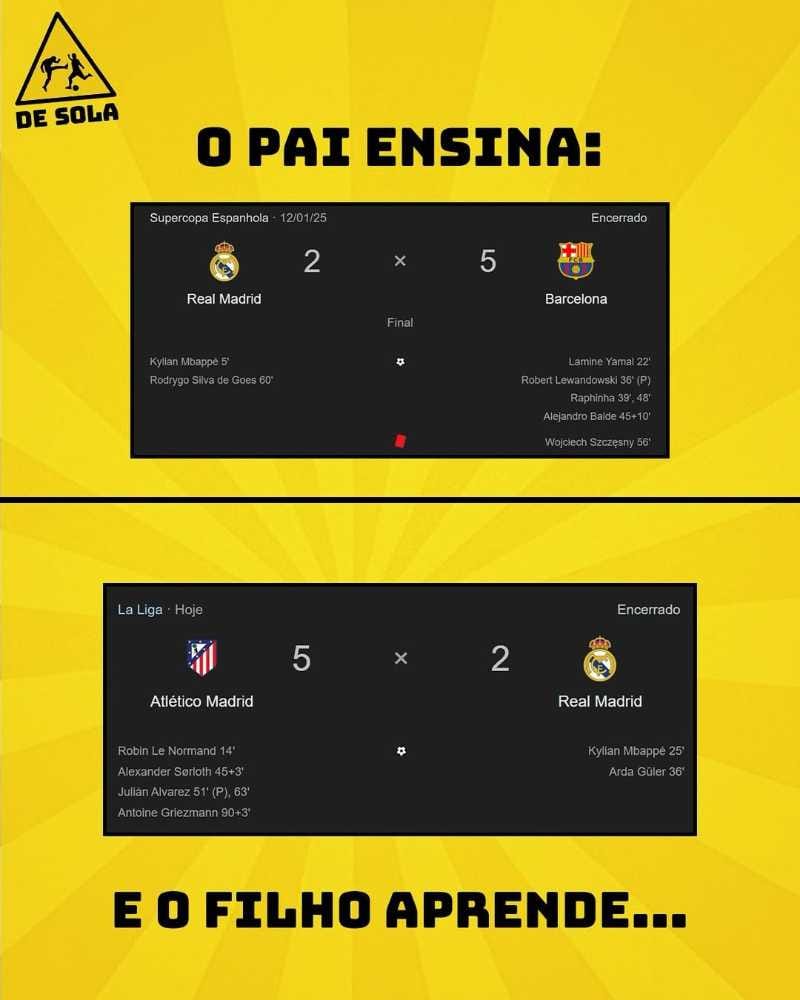 DE SOLA
O PAI ENSINA:
Supercopa Espanhola · 12/01/25 Encerrado
2 × 5
Real Madrid Barcelona
Final
Kylian Mbappé 5' Lamine Yamal 22'
Rodrygo Silva de Goes 60' Robert Lewandowski 36' (P)
Raphinha 39', 48'
Alejandro Balde 45+10'
Wojciech Szczęsny 56'
La Liga · Hoje Encerrado
5 × 2
Atlético Madrid Real Madrid
Robin Le Normand 14' Kylian Mbappé 25'
Alexander Sørloth 45+3' Arda Güler 36'
Julián Alvarez 51' (P), 63'
Antoine Griezmann 90+3'
E O FILHO APRENDE...